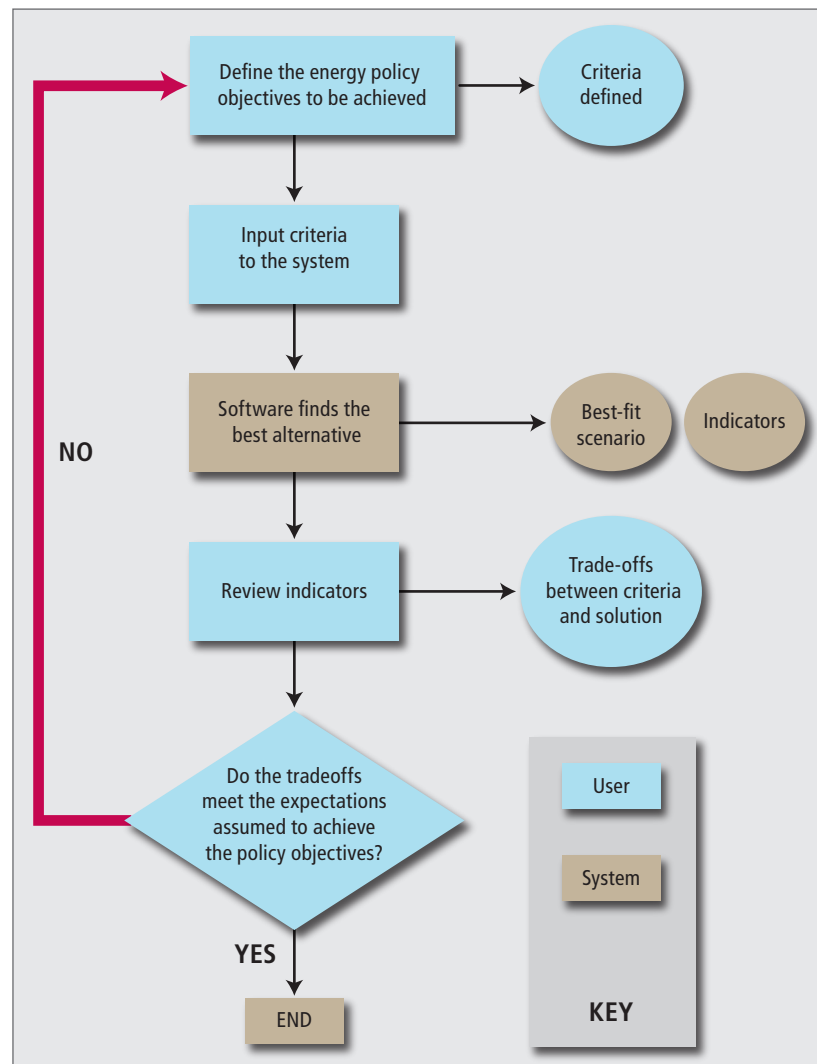 Define the energy policy
objectives to be achieved
Criteria
defined
Input criteria
to the system
Software finds the
best alternative
Best-fit
scenario
Indicators
NO
Review indicators
Trade-offs
between criteria
and solution
Do the tradeoffs
meet the expectations
assumed to achieve
the policy objectives?
User
System
YES
END
KEY